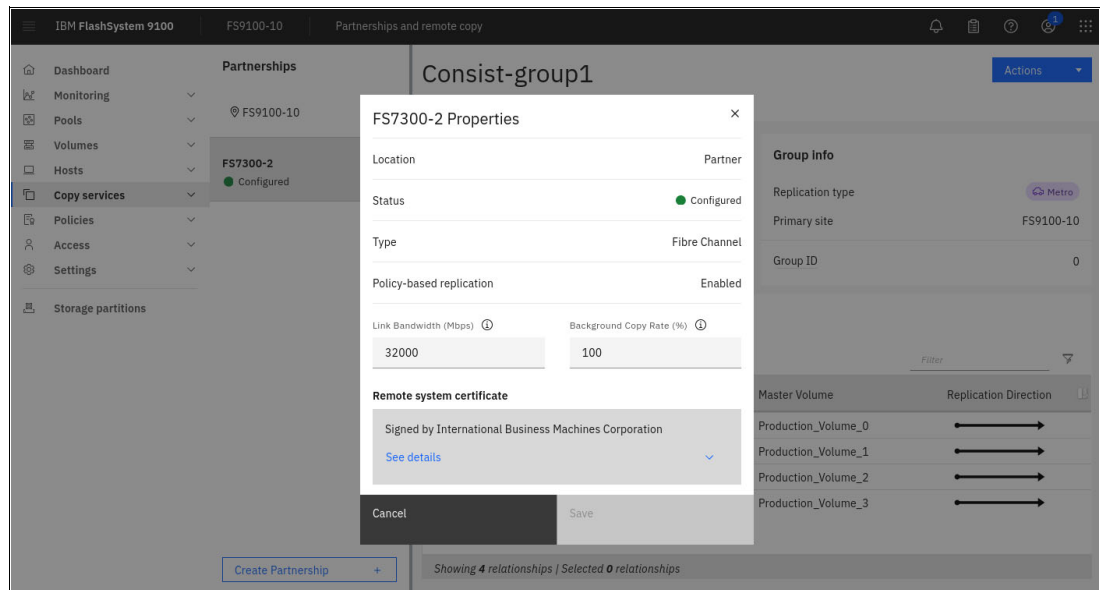 IBM FlashSystem 9100
FS9100-10
Partnerships and remote copy
1
Dashboard
Monitoring
Pools
Volumes
Hosts
Copy services
Policies
Access
Settings
Storage partitions
Partnerships
FS9100-10
FS7300-2
Configured
Create Partnership +
Consist-group1
Actions
FS7300-2 Properties
Location Partner
Status Configured
Type Fibre Channel
Policy-based replication Enabled
Link Bandwidth (Mbps) Background Copy Rate (%)
32000 100
Remote system certificate
Signed by International Business Machines Corporation
See details
Cancel Save
Group info
Replication type Metro
Primary site FS9100-10
Group ID 0
Filter
Master Volume Replication Direction
Production_Volume_0
Production_Volume_1
Production_Volume_2
Production_Volume_3
Showing 4 relationships | Selected 0 relationships